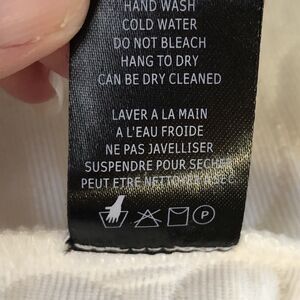 HAND WASH
COLD WATER
DO NOT BLEACH
HANG TO DRY
CAN BE DRY CLEANED
LAVER A LA MAIN
A L'EAU FROIDE
NE PAS JAVELLISER
SUSPENDRE POUR SECHER
PEUT ETRE NETTOYER A SEC
P